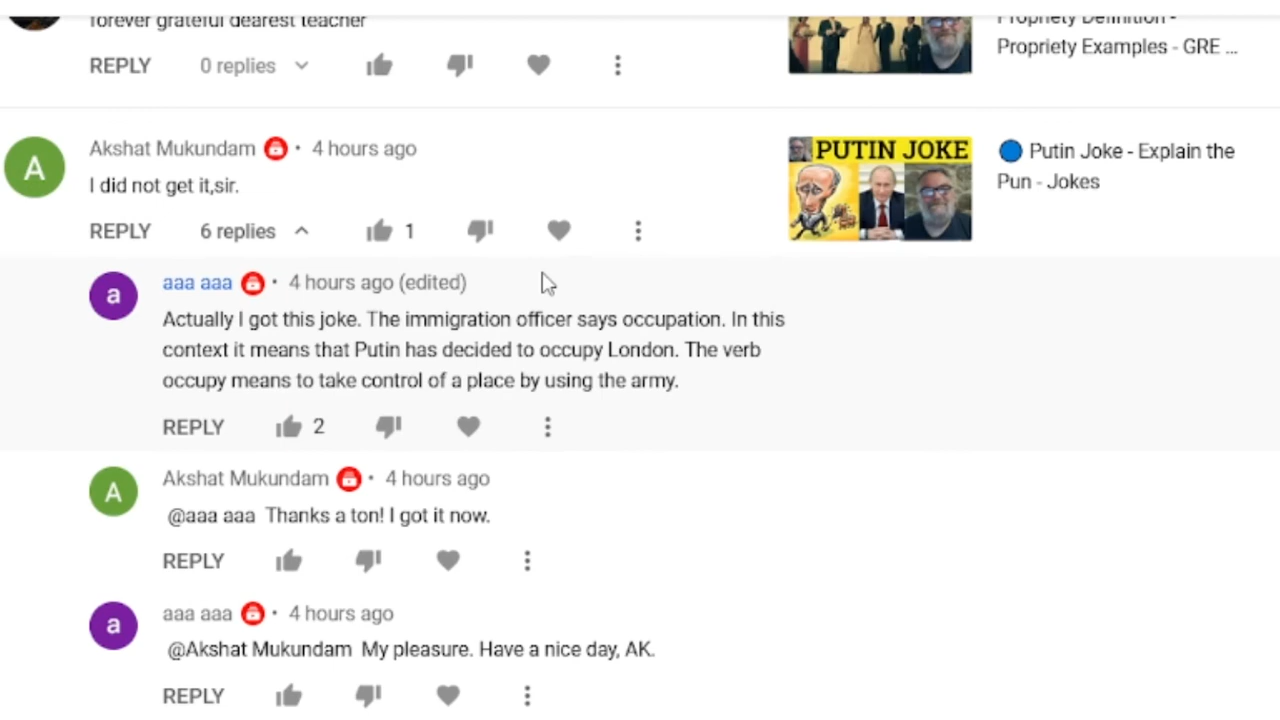 forever grateful dearest teacher
REPLY 0 replies
Propriety Definition -
Propriety Examples - GRE ...
Akshat Mukundam • 4 hours ago
I did not get it,sir.
REPLY 6 replies 1
A
PUTIN JOKE
Putin Joke - Explain the
Pun - Jokes
a
aaa aaa • 4 hours ago (edited)
Actually I got this joke. The immigration officer says occupation. In this
context it means that Putin has decided to occupy London. The verb
occupy means to take control of a place by using the army.
REPLY 2
A
Akshat Mukundam • 4 hours ago
@aaa aaa Thanks a ton! I got it now.
REPLY
a
aaa aaa • 4 hours ago
@Akshat Mukundam My pleasure. Have a nice day, AK.
REPLY